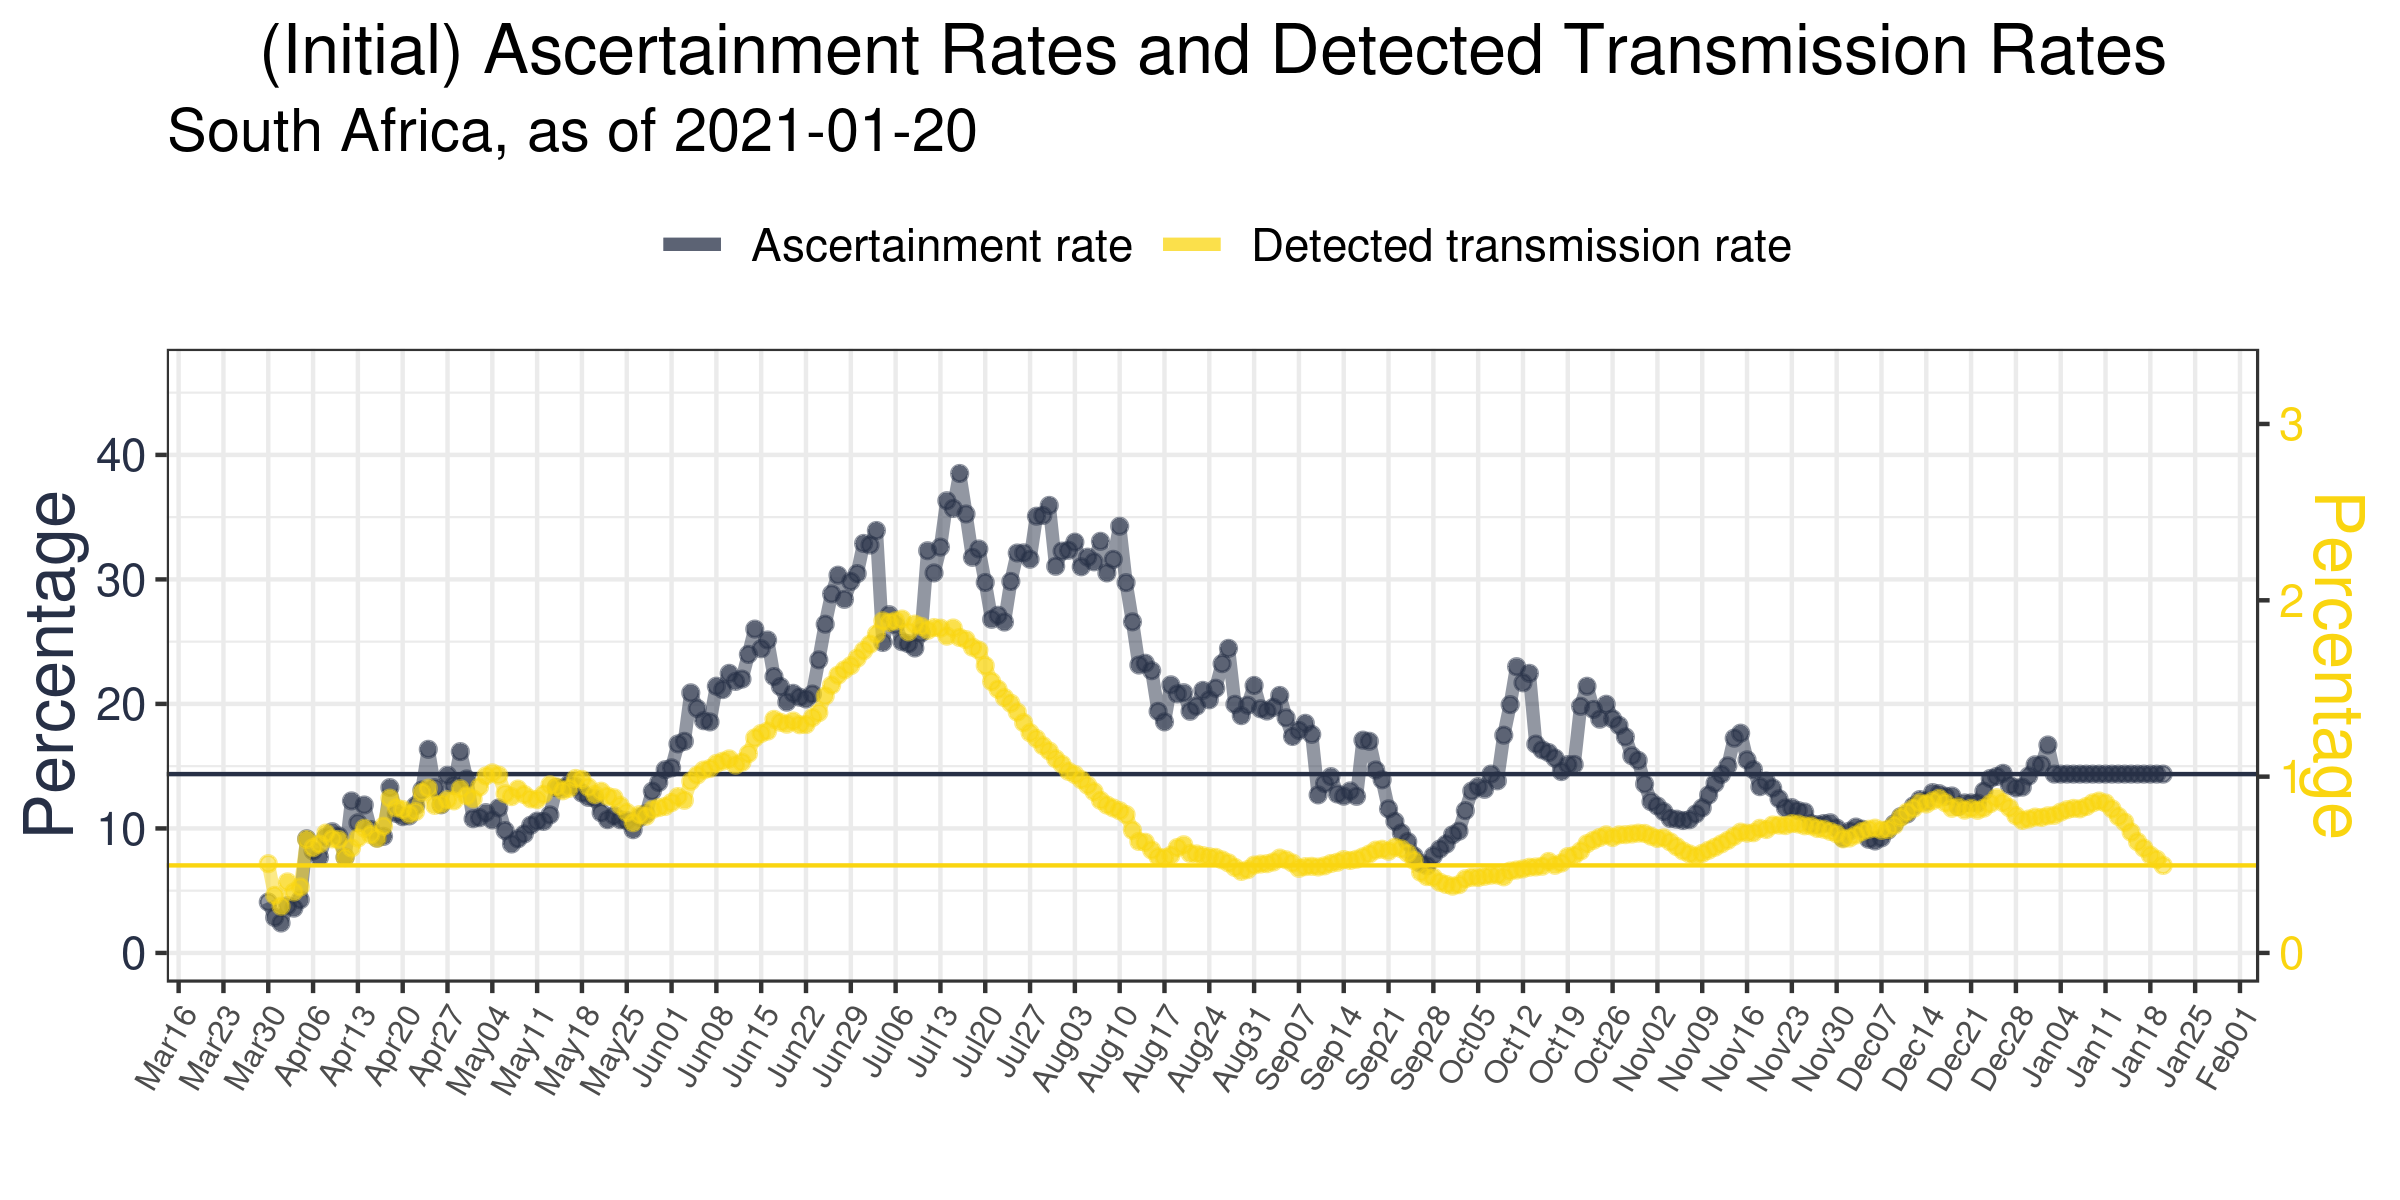 (Initial) Ascertainment Rates and Detected Transmission Rates
South Africa, as of 2021-01-20
Ascertainment rate
Detected transmission rate
Percentage
40
30
20
10
0
3
2
1
0
Percentage
Mar16
Mar23
Mar30
Apr06
Apr13
Apr20
Apr27
May04
May11
May18
May25
Jun01
Jun08
Jun15
Jun22
Jun29
Jul06
Jul13
Jul20
Jul27
Aug03
Aug10
Aug17
Aug24
Aug31
Sep07
Sep14
Sep21
Sep28
Oct05
Oct12
Oct19
Oct26
Nov02
Nov09
Nov16
Nov23
Nov30
Dec07
Dec14
Dec21
Dec28
Jan04
Jan11
Jan18
Jan25
Feb01